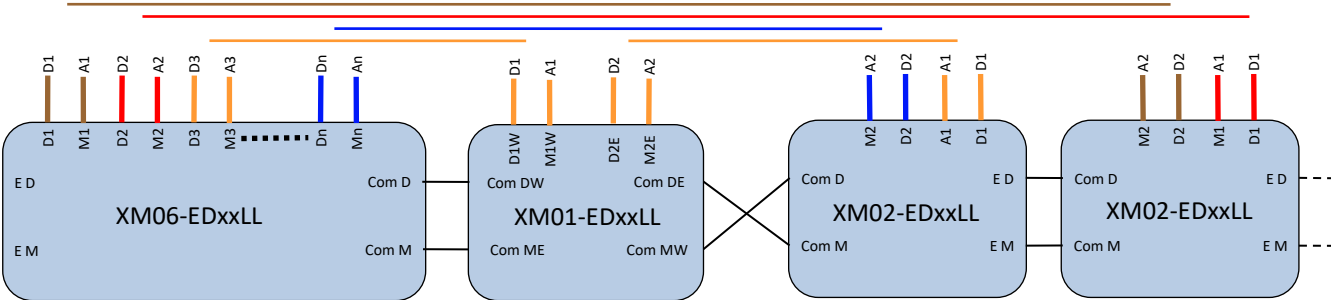 D1 A1 D2 A2 D3 A3 Dn An D1 A1 D2 A2 A2 D2 A1 D1 A2 D2 A1 D1
D1 M1 D2 M2 D3 M3 Dn Mn D1W M1W D2E M2E M2 D2 A1 D1 M2 D2 M1 D1
E D Com D Com DW Com DE Com D E D Com D E D
XM06-EDxxLL XM01-EDxxLL XM02-EDxxLL XM02-EDxxLL
E M Com M Com ME Com MW Com M E M Com M E M